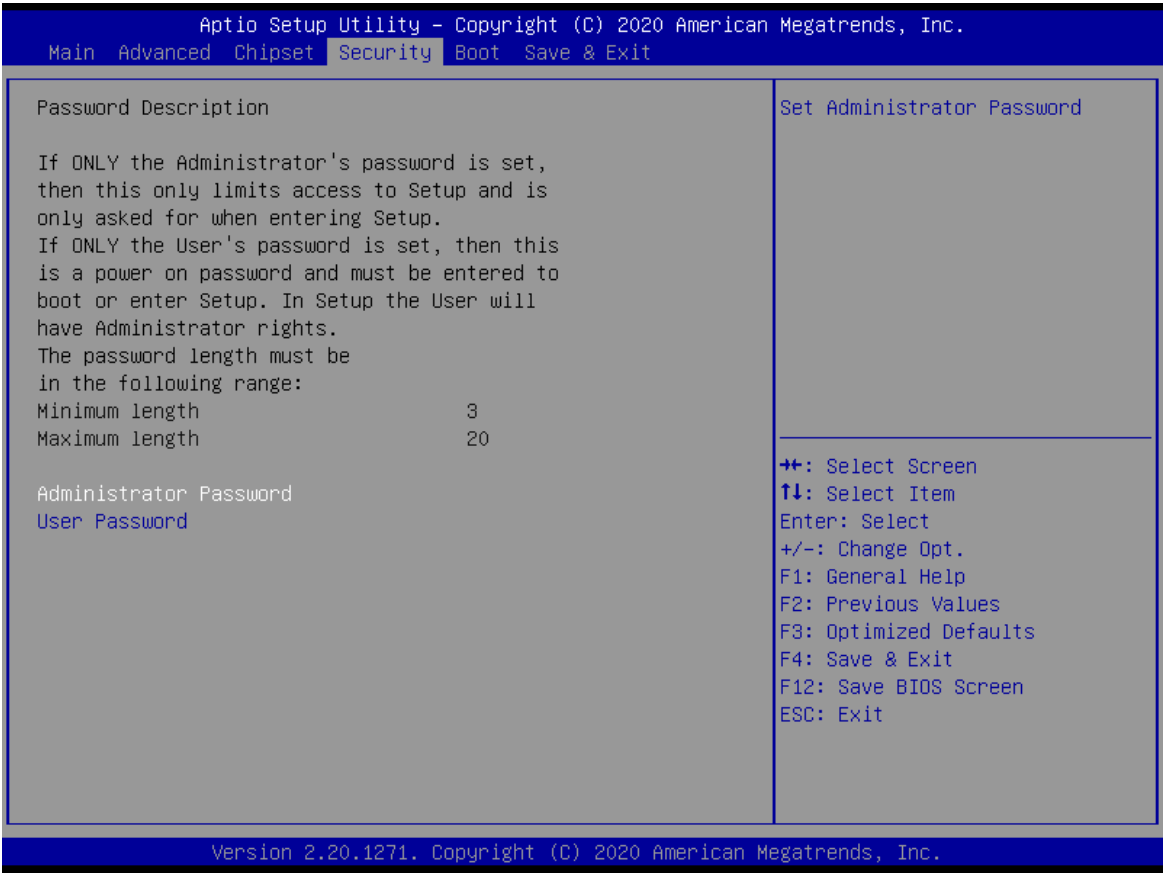 Aptio Setup Utility – Copyright (C) 2020 American Megatrends, Inc.
Main Advanced Chipset Security Boot Save & Exit
Password Description
If ONLY the Administrator's password is set,
then this only limits access to Setup and is
only asked for when entering Setup.
If ONLY the User's password is set, then this
is a power on password and must be entered to
boot or enter Setup. In Setup the User will
have Administrator rights.
The password length must be
in the following range:
Minimum length 3
Maximum length 20
Administrator Password
User Password
Set Administrator Password
→←: Select Screen
↑↓: Select Item
Enter: Select
+/-: Change Opt.
F1: General Help
F2: Previous Values
F3: Optimized Defaults
F4: Save & Exit
F12: Save BIOS Screen
ESC: Exit
Version 2.20.1271. Copyright (C) 2020 American Megatrends, Inc.